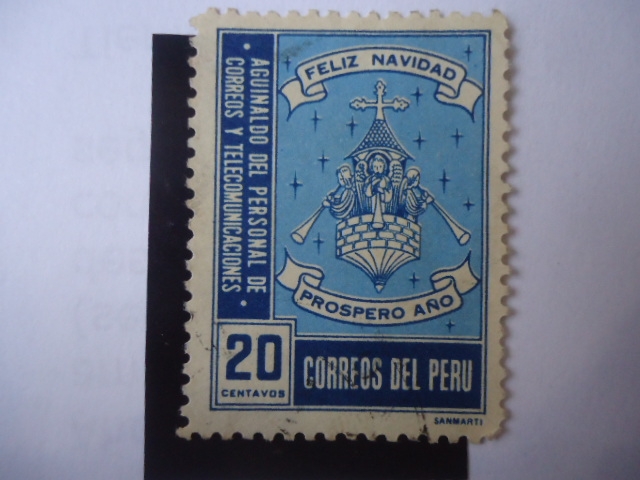 FELIZ NAVIDAD
· AGUINALDO DEL PERSONAL DE
CORREOS Y TELECOMUNICACIONES ·
PROSPERO AÑO
20
CENTAVOS
CORREOS DEL PERU
SANMARTI